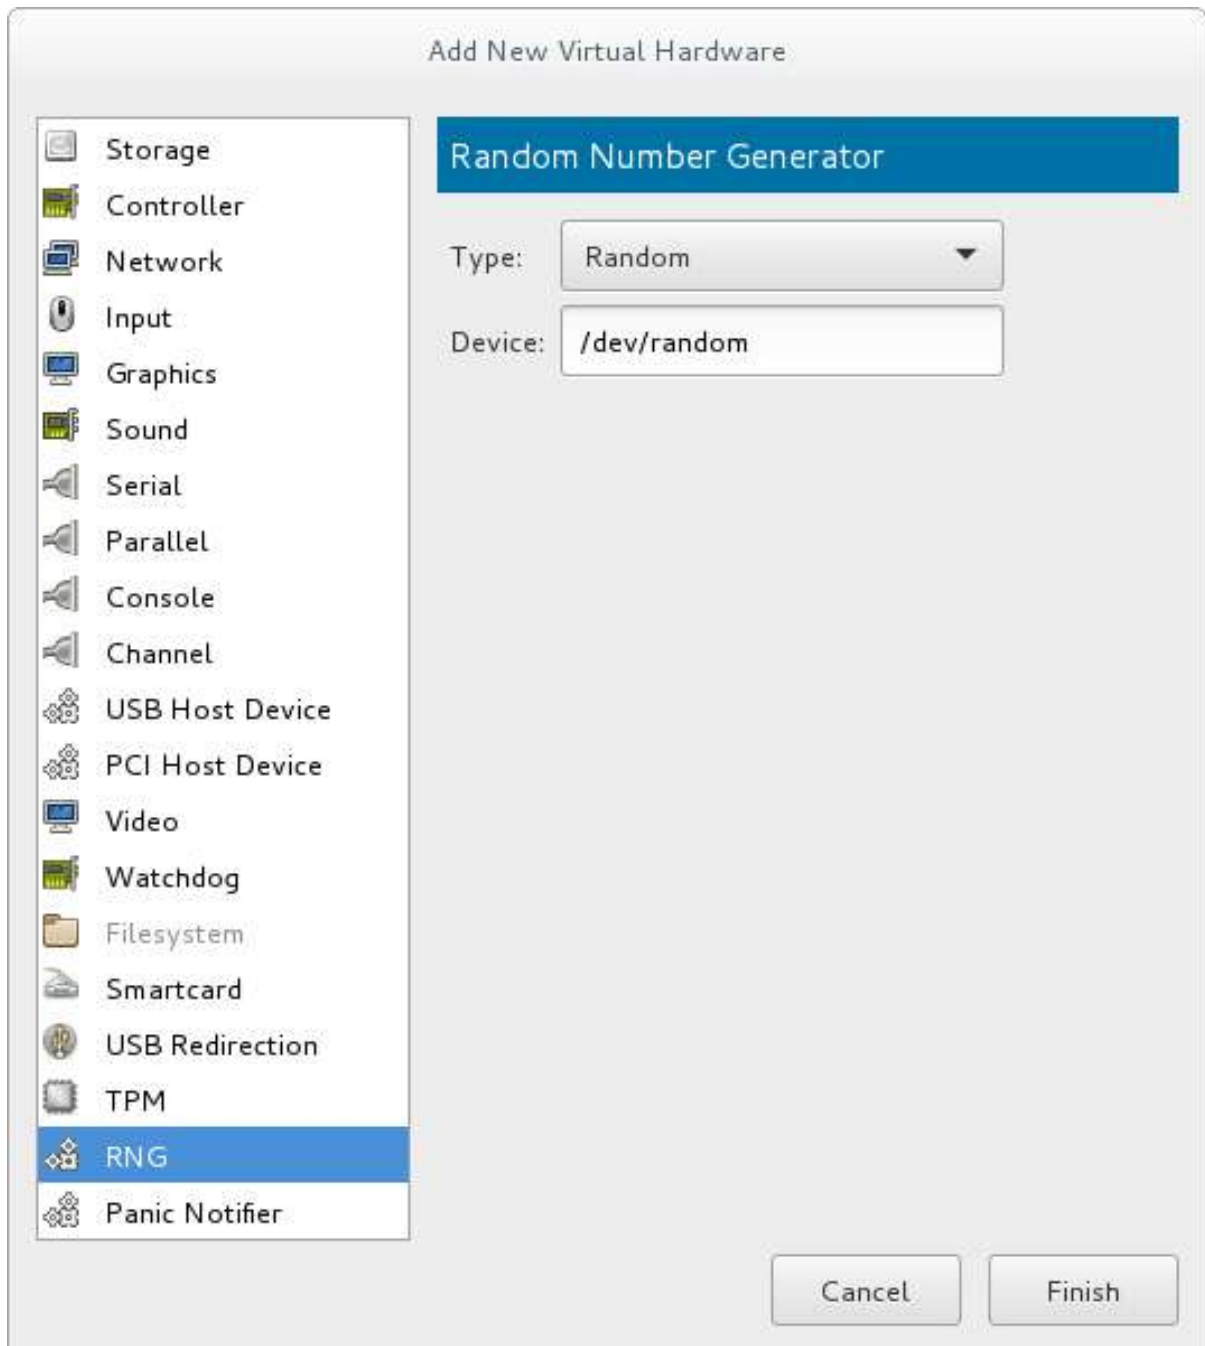 Add New Virtual Hardware
Storage
Controller
Network
Input
Graphics
Sound
Serial
Parallel
Console
Channel
USB Host Device
PCI Host Device
Video
Watchdog
Filesystem
Smartcard
USB Redirection
TPM
RNG
Panic Notifier
Random Number Generator
Type: Random
Device: /dev/random
Cancel Finish